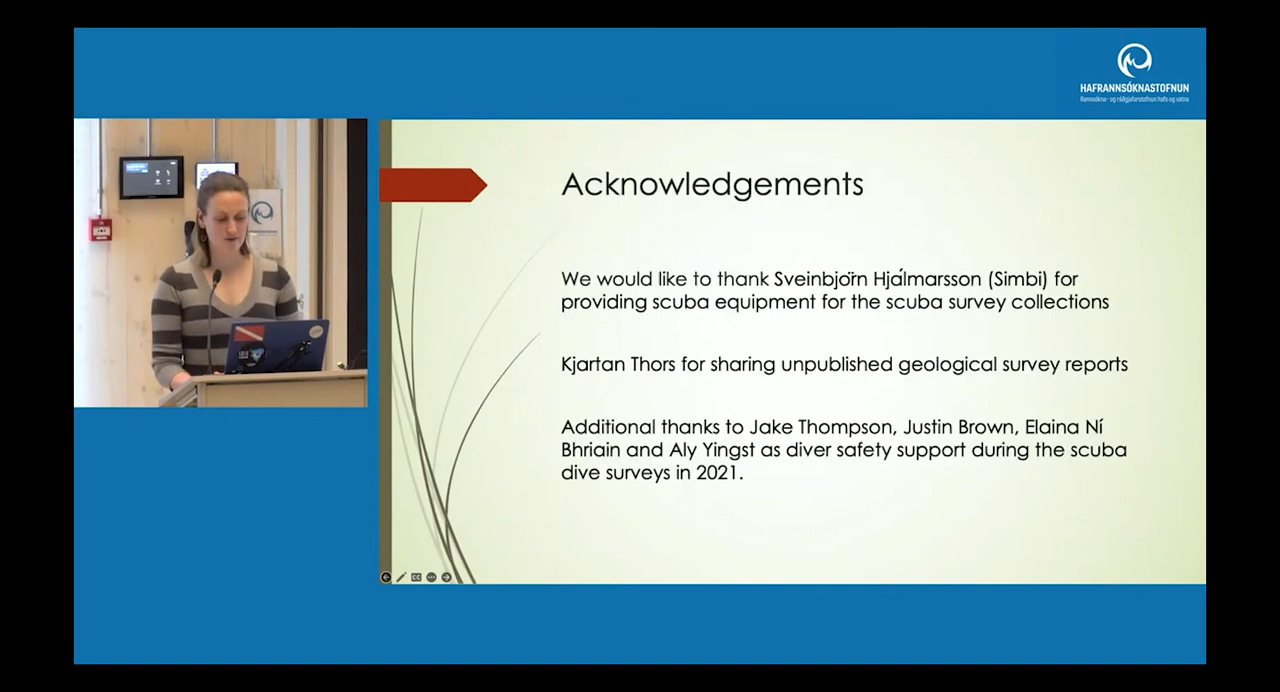 HAFRANNSÓKNASTOFNUN
Rannsókna- og ráðgjafarstofnun hafs og vatna
Acknowledgements
We would like to thank Sveinbjörn Hjálmarsson (Simbi) for
providing scuba equipment for the scuba survey collections
Kjartan Thors for sharing unpublished geological survey reports
Additional thanks to Jake Thompson, Justin Brown, Elaina Ní
Bhriain and Aly Yingst as diver safety support during the scuba
dive surveys in 2021.
CC